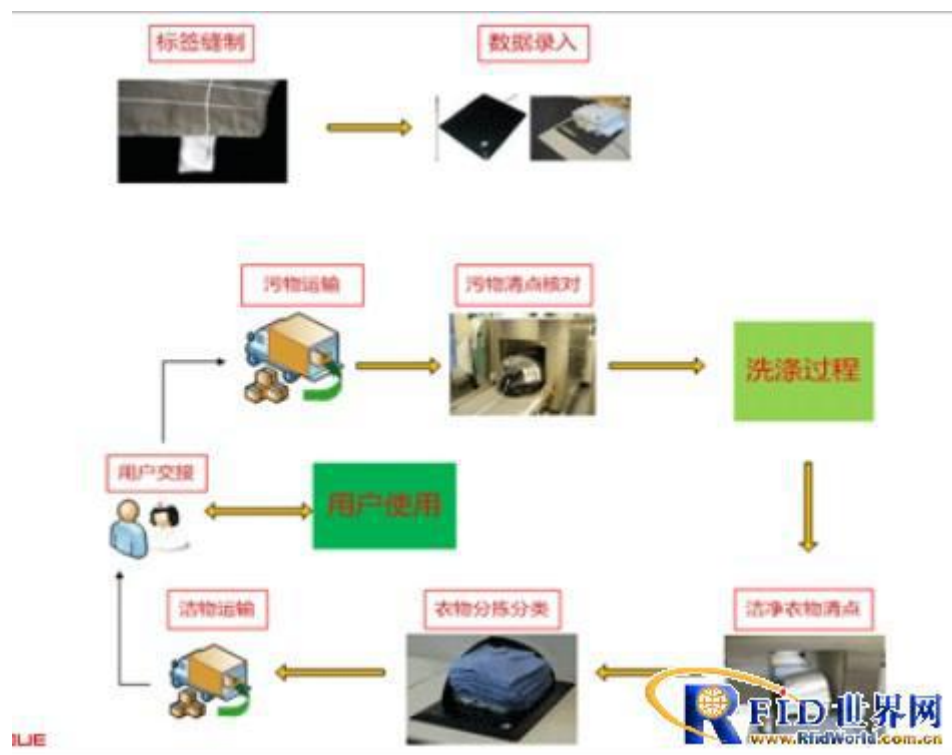 标签缝制
数据录入
污物运输
污物清点核对
洗涤过程
用户交接
用户使用
洁物运输
衣物分拣分类
洁净衣物清点
RFID世界网
www.RfidWorld.com.cn